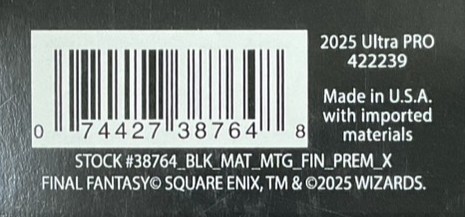 2025 Ultra PRO
422239
Made in U.S.A.
with imported
materials
0 74427 38764 8
STOCK #38764_BLK_MAT_MTG_FIN_PREM_X
FINAL FANTASY© SQUARE ENIX, TM & ©2025 WIZARDS.